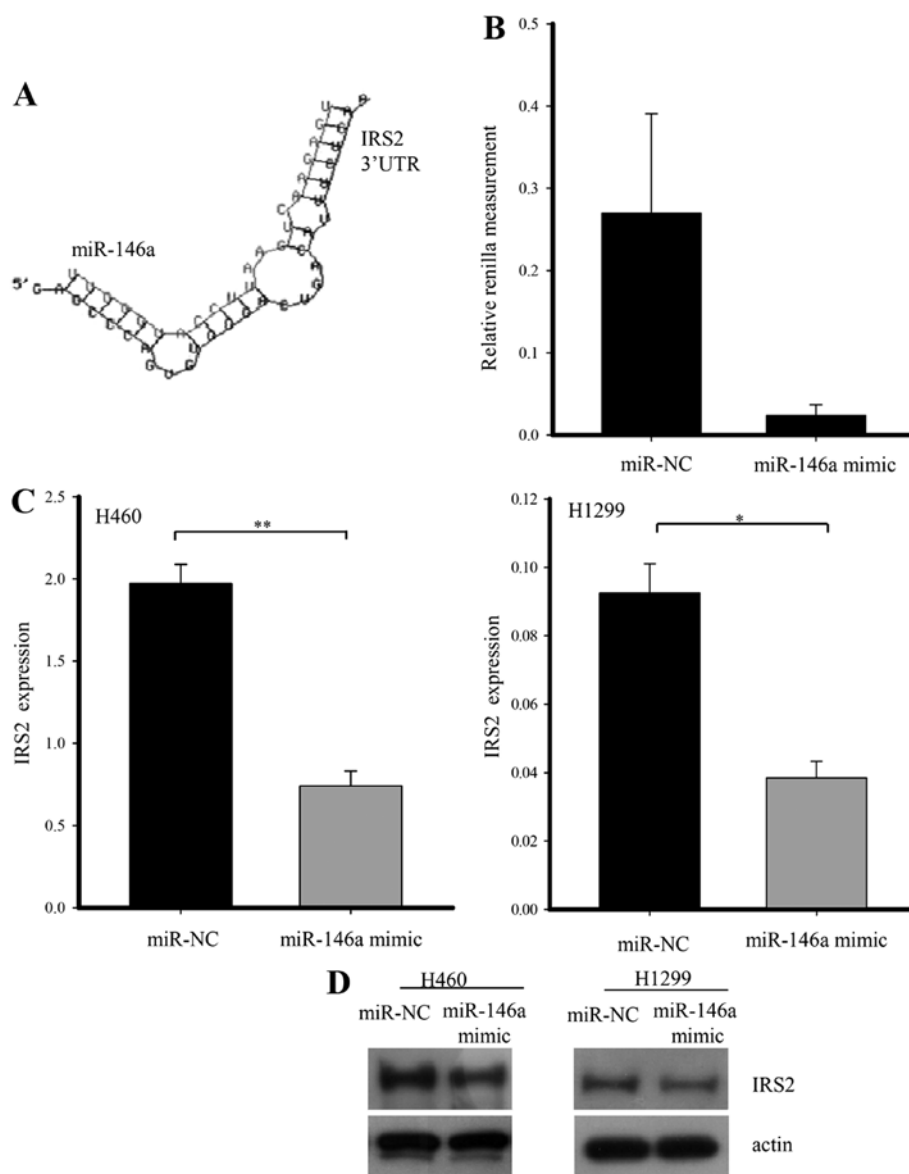 A
IRS2
3'UTR
miR-146a
5'
B
0.5
0.4
0.3
0.2
0.1
0.0
Relative renilla measurement
miR-NC
miR-146a mimic
C
H460
**
2.5
2.0
1.5
1.0
0.5
0.0
IRS2 expression
miR-NC
miR-146a mimic
H1299
*
0.12
0.10
0.08
0.06
0.04
0.02
0.00
IRS2 expression
miR-NC
miR-146a mimic
D
H460
H1299
miR-NC miR-146a
mimic
miR-NC miR-146a
mimic
IRS2
actin